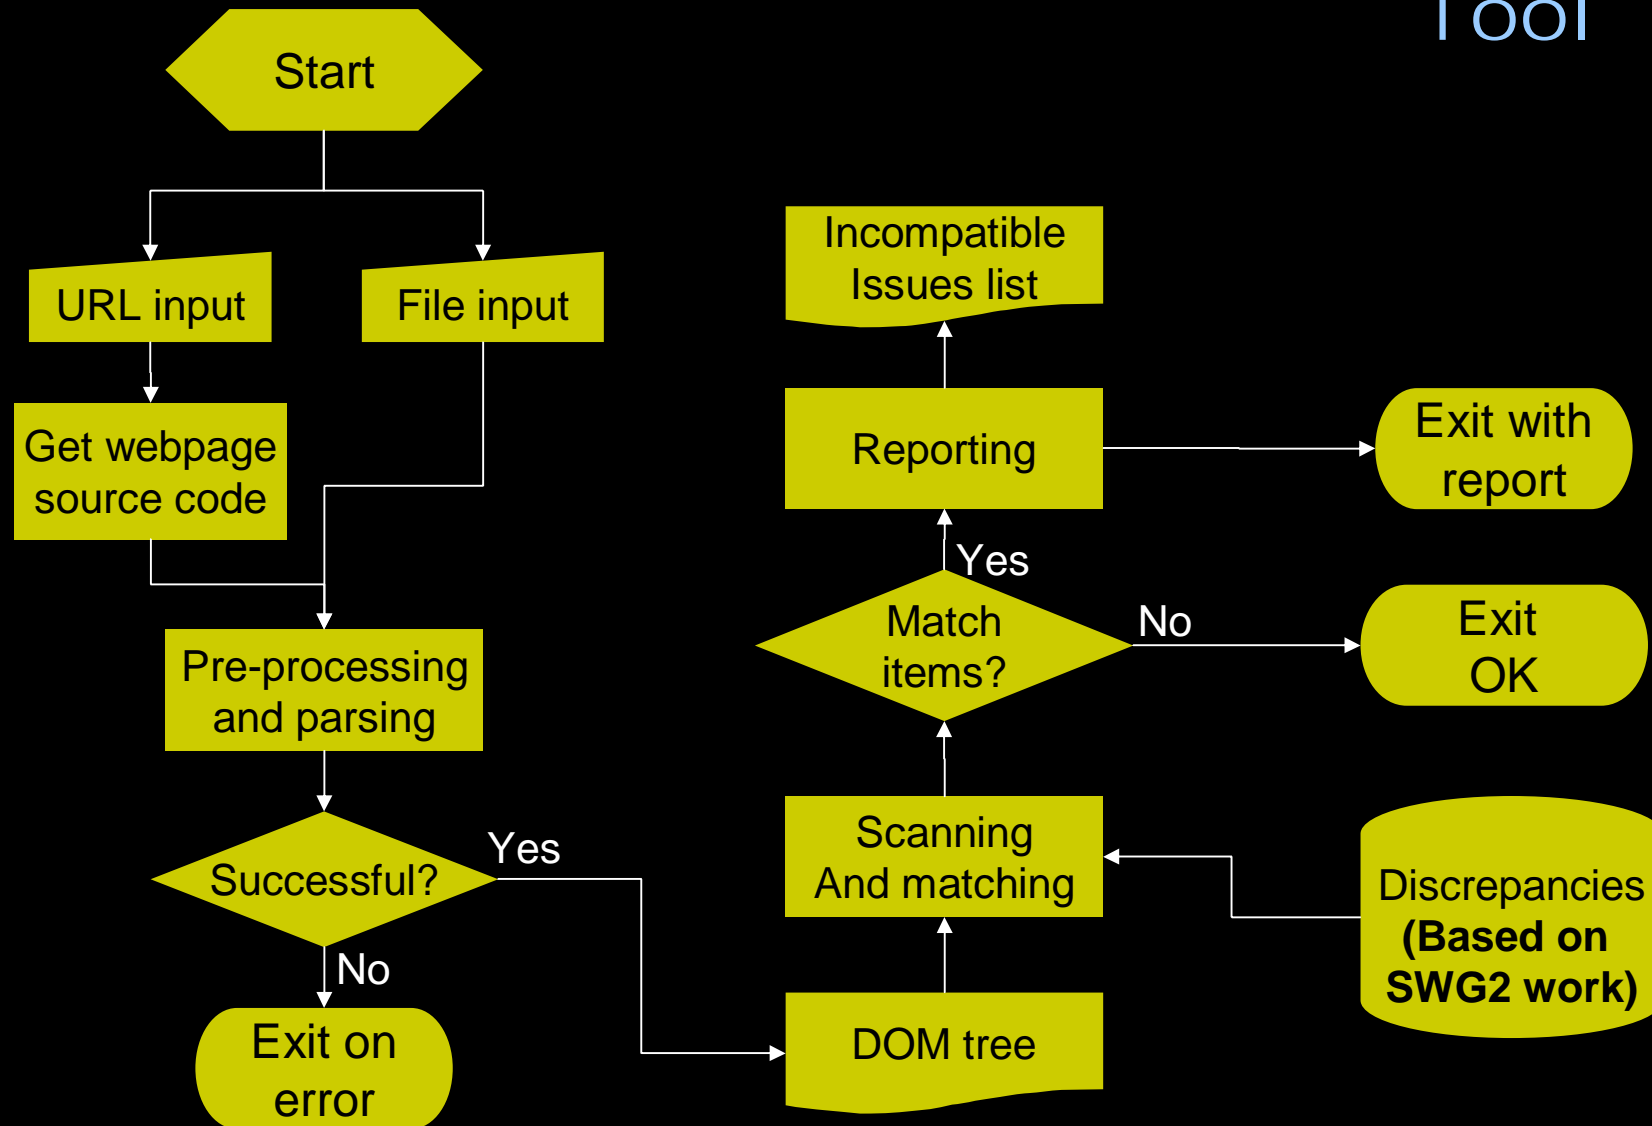 Tool
Start
URL input
File input
Get webpage
source code
Pre-processing
and parsing
Successful?
Yes
No
Exit on
error
Incompatible
Issues list
Reporting
Exit with
report
Yes
Match
items?
No
Exit
OK
Scanning
And matching
Discrepancies
(Based on
SWG2 work)
DOM tree